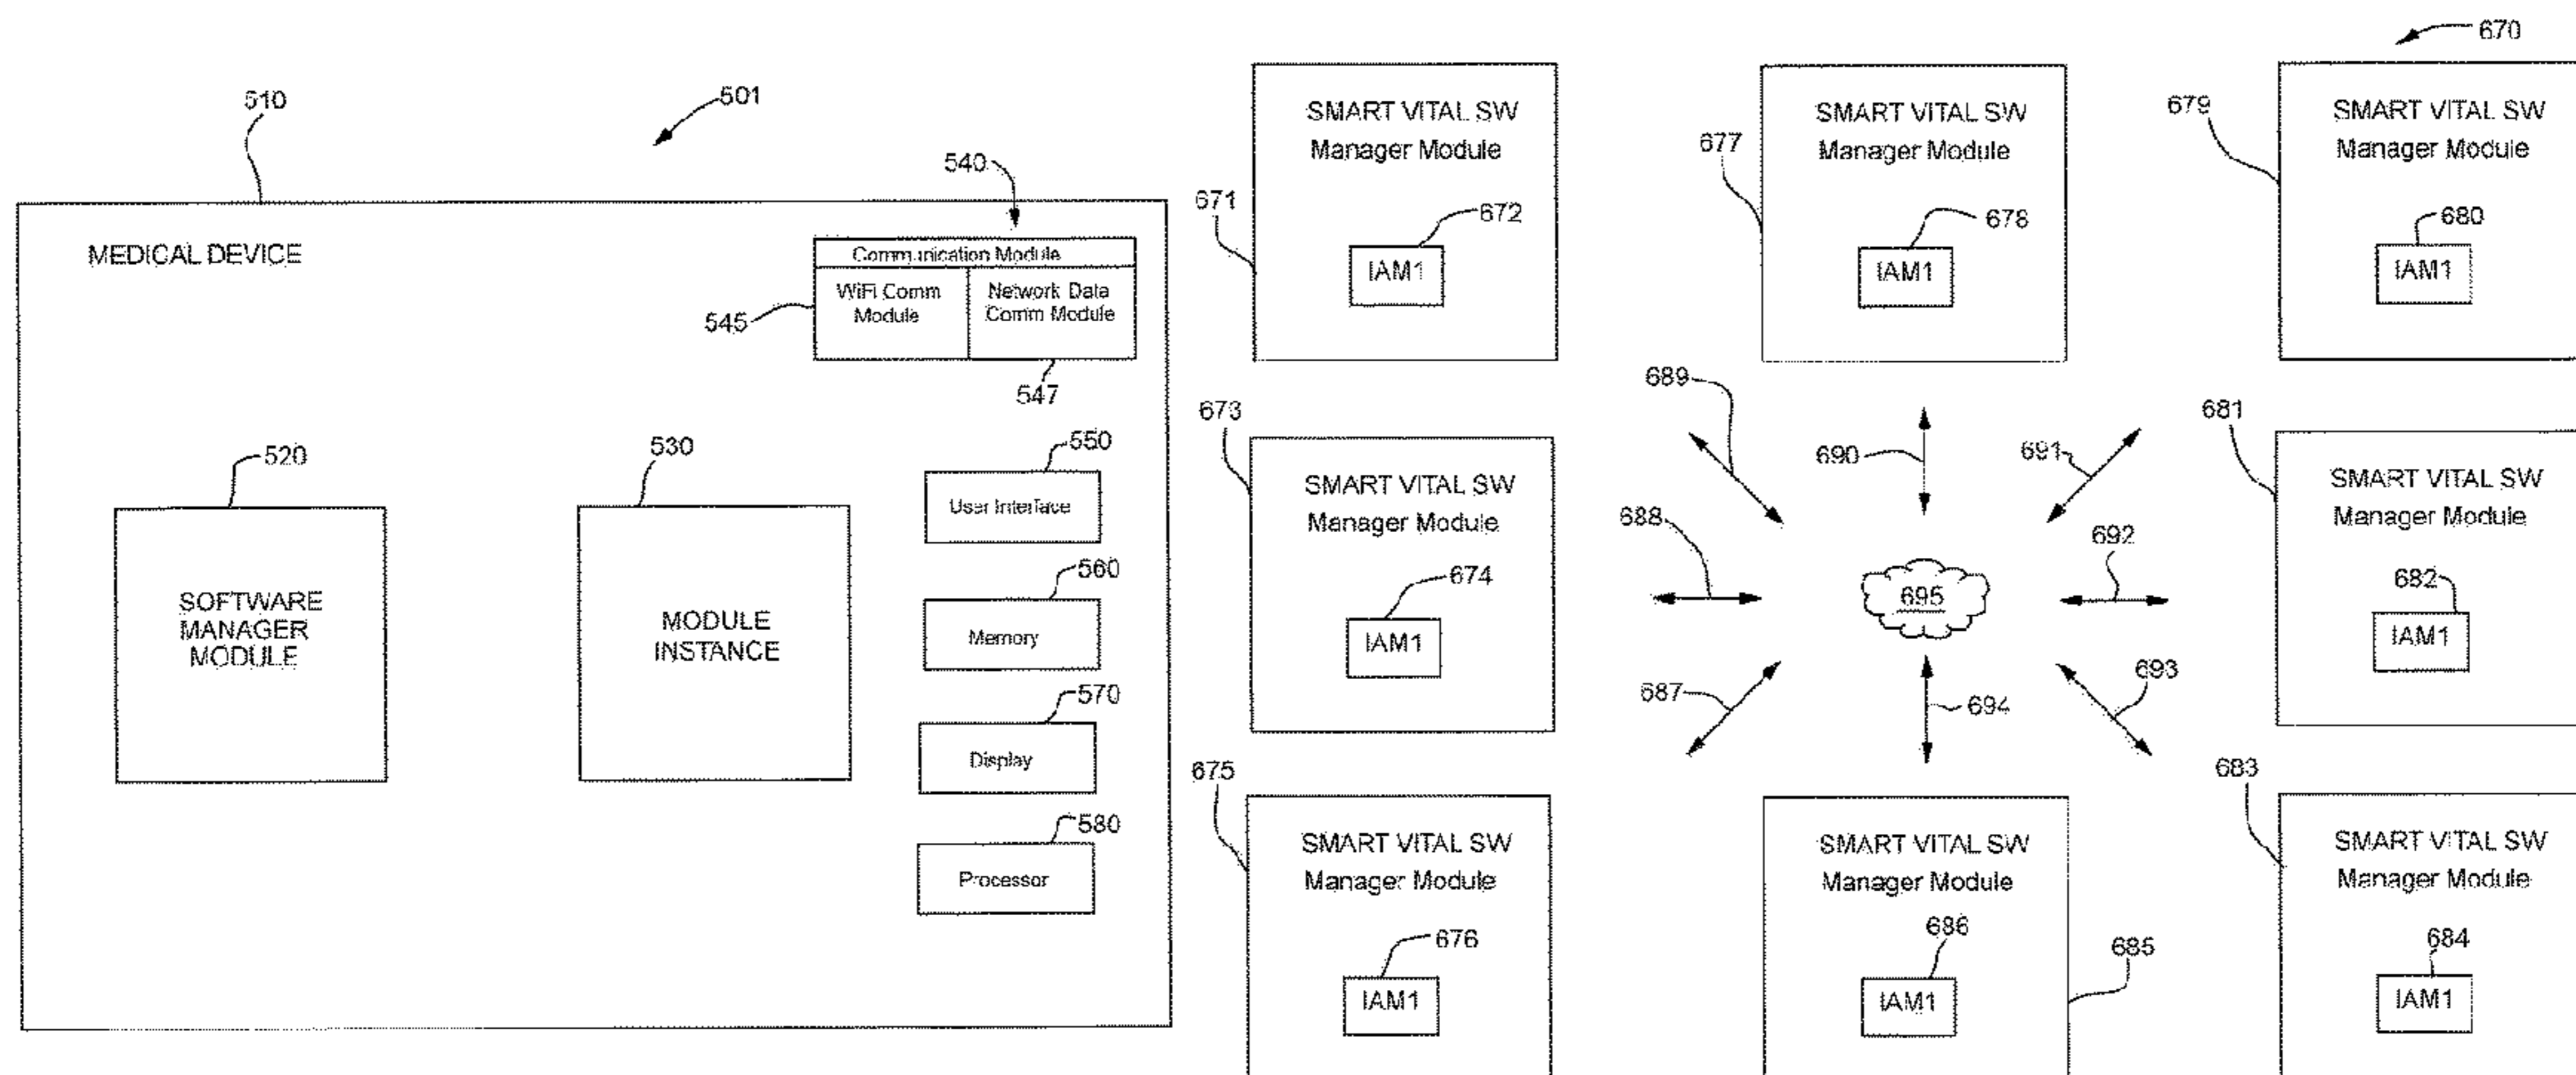 510
501
540
MEDICAL DEVICE
Communication Module
WiFi Comm
Module
Network Data
Comm Module
545
547
520
530
550
User Interface
560
SOFTWARE
MANAGER
MODULE
MODULE
INSTANCE
Memory
570
Display
580
Processor
670
671
SMART VITAL SW
Manager Module
672
IAM1
677
SMART VITAL SW
Manager Module
678
IAM1
679
SMART VITAL SW
Manager Module
680
IAM1
673
SMART VITAL SW
Manager Module
674
IAM1
689
690
691
688
692
695
687
694
693
681
SMART VITAL SW
Manager Module
682
IAM1
675
SMART VITAL SW
Manager Module
676
IAM1
SMART VITAL SW
Manager Module
686
685
IAM1
683
SMART VITAL SW
Manager Module
684
IAM1